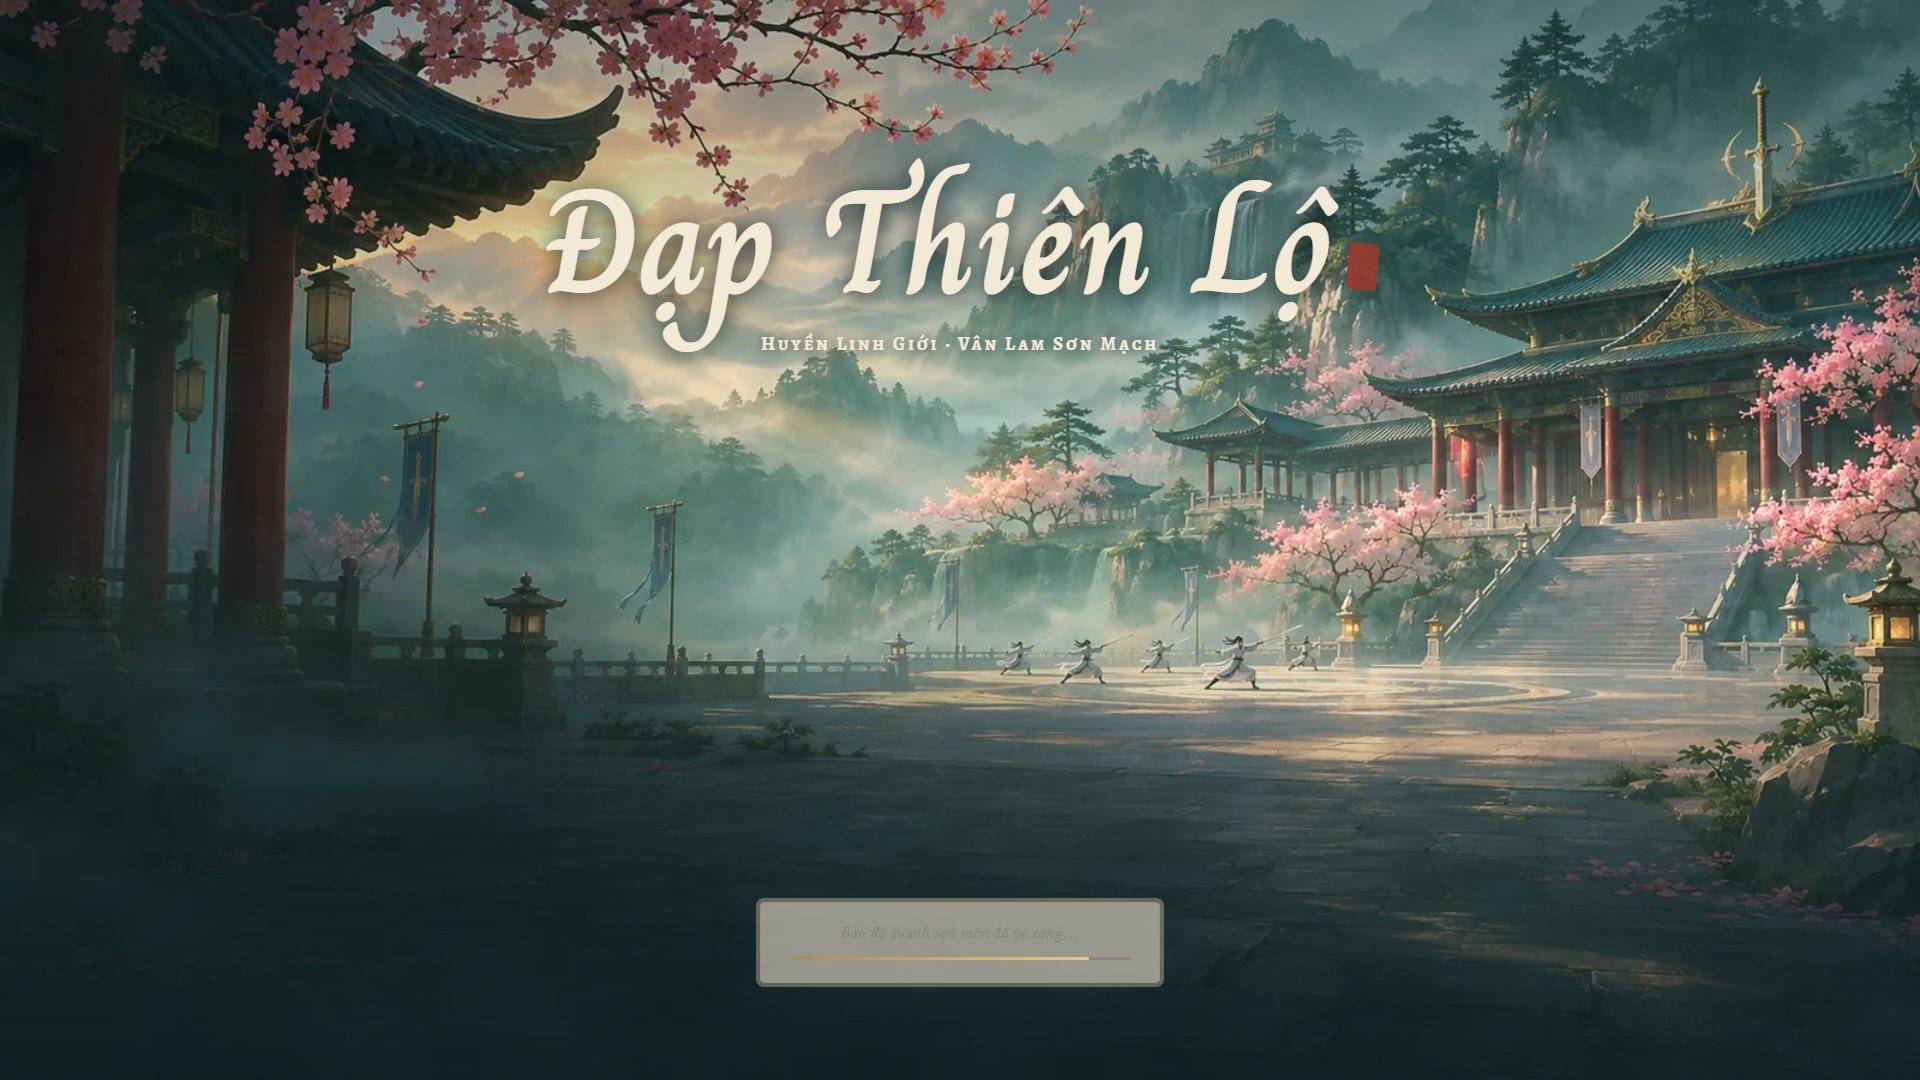 Đạp Thiên Lộ
Huyền Linh Giới · Vân Lam Sơn Mạch
Bản đồ quanh sơn môn đã vẽ xong...